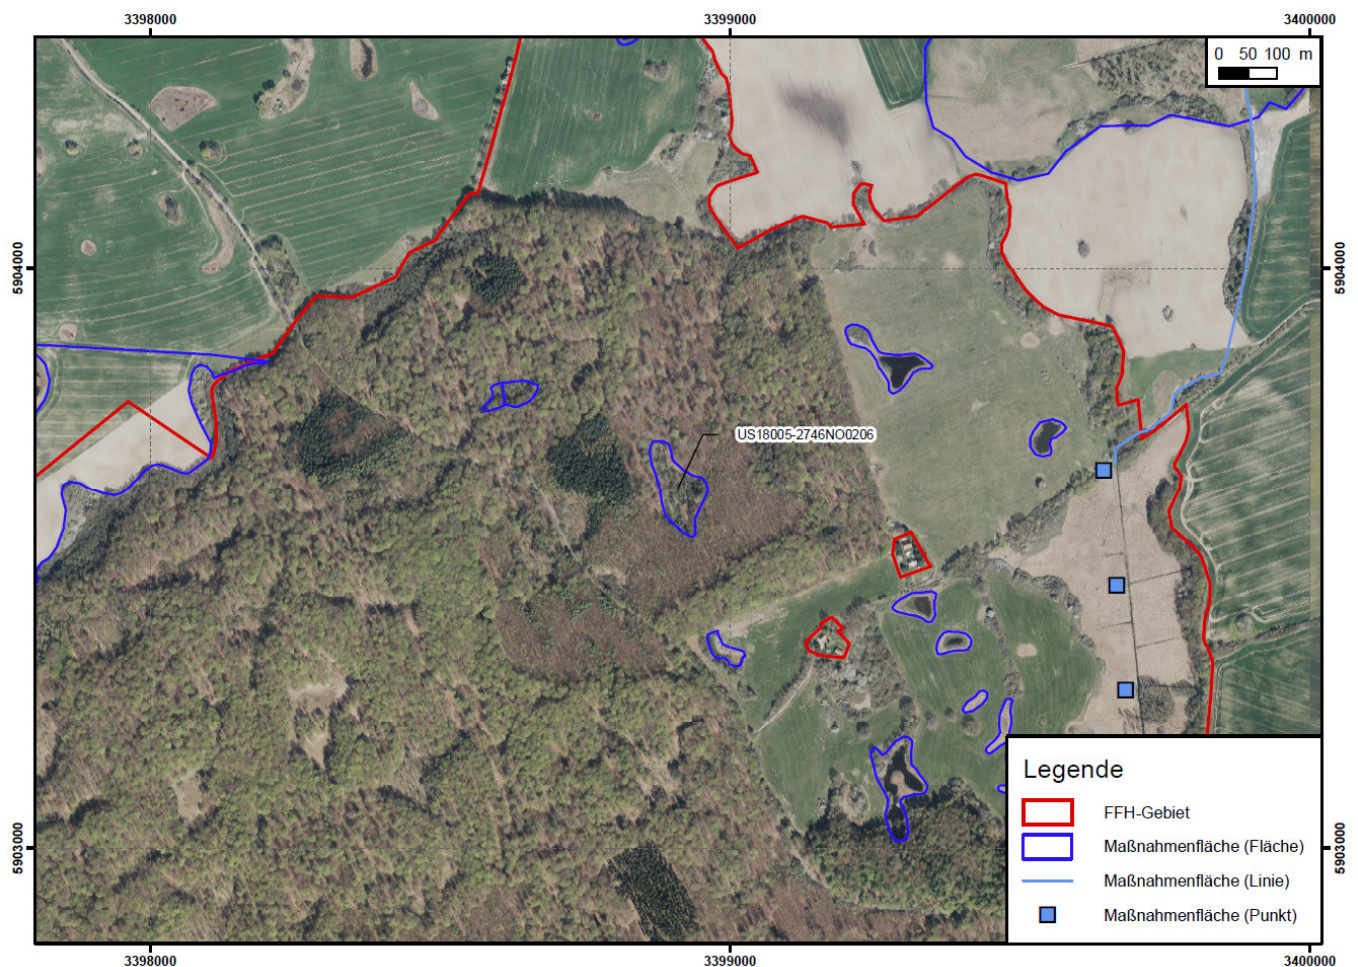 3398000
3399000
3400000
0 50 100 m
5904000
5904000
US18005-2746NO0206
Legende
FFH-Gebiet
Maßnahmenfläche (Fläche)
Maßnahmenfläche (Linie)
Maßnahmenfläche (Punkt)
5903000
5903000
3398000
3399000
3400000